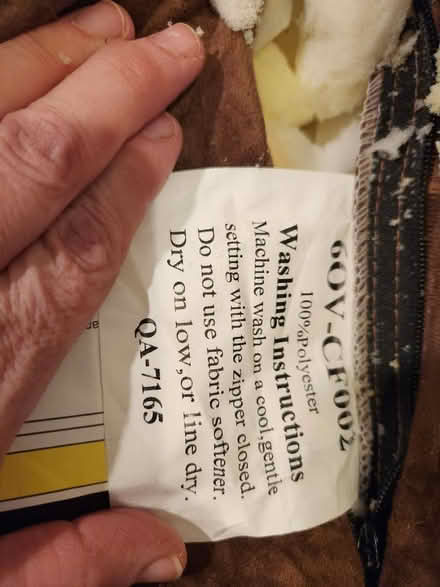 6OV-CF002
100%Polyester
Washing Instructions
Machine wash on a cool,gentle
setting with the zipper closed.
Do not use fabric softener.
Dry on low,or line dry.
QA-7165